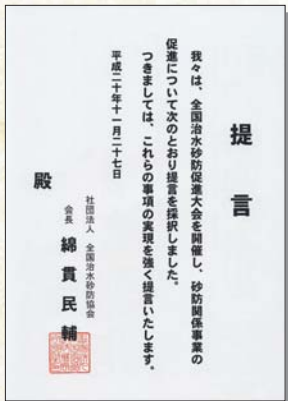 提言
我々は、全国治水砂防促進大会を開催し、砂防関係事業の
促進について次のとおり提言を採択しました。
つきましては、これらの事項の実現を強く提言いたします。
平成二十年十一月二十七日
社団法人 全国治水砂防協会
会長 綿貫民輔
殿